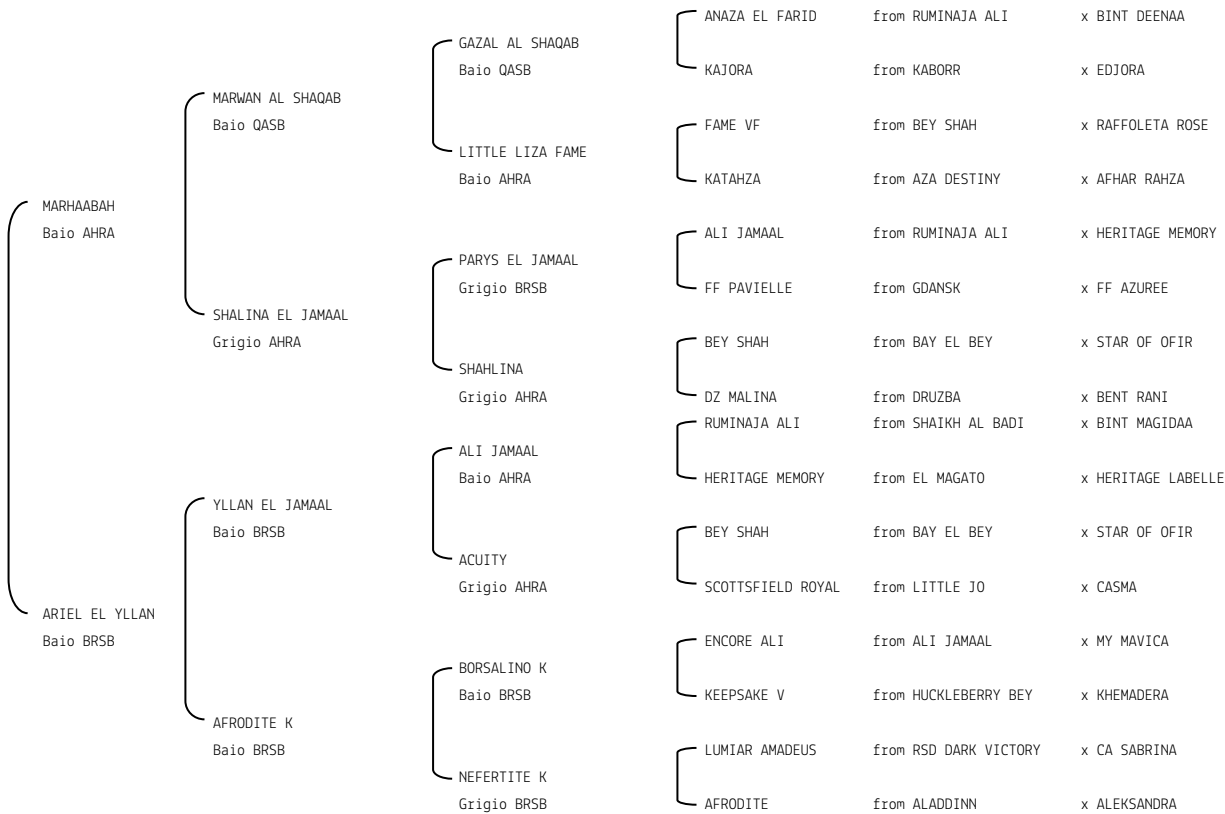 ANAZA EL FARID from RUMINAJA ALI x BINT DEENAA
GAZAL AL SHAQAB
Baio QASB KAJORA from KABORR x EDJORA
MARWAN AL SHAQAB
Baio QASB FAME VF from BEY SHAH x RAFFOLETA ROSE
LITTLE LIZA FAME
Baio AHRA KATAHZA from AZA DESTINY x AFHAR RAHZA
MARHAABAH
Baio AHRA ALI JAMAAL from RUMINAJA ALI x HERITAGE MEMORY
PARYS EL JAMAAL
Grigio BRSB FF PAVIELLE from GDANSK x FF AZUREE
SHALINA EL JAMAAL
Grigio AHRA BEY SHAH from BAY EL BEY x STAR OF OFIR
SHAHLINA
Grigio AHRA DZ MALINA from DRUZBA x BENT RANI
RUMINAJA ALI from SHAIKH AL BADI x BINT MAGIDAA
ALI JAMAAL
Baio AHRA HERITAGE MEMORY from EL MAGATO x HERITAGE LABELLE
YLLAN EL JAMAAL
Baio BRSB BEY SHAH from BAY EL BEY x STAR OF OFIR
ACUITY
Grigio AHRA SCOTTSFIELD ROYAL from LITTLE JO x CASMA
ARIEL EL YLLAN
Baio BRSB ENCORE ALI from ALI JAMAAL x MY MAVICA
BORSALINO K
Baio BRSB KEEPSAKE V from HUCKLEBERRY BEY x KHEMADERA
AFRODITE K
Baio BRSB LUMIAR AMADEUS from RSD DARK VICTORY x CA SABRINA
NEFERTITE K
Grigio BRSB AFRODITE from ALADDINN x ALEKSANDRA